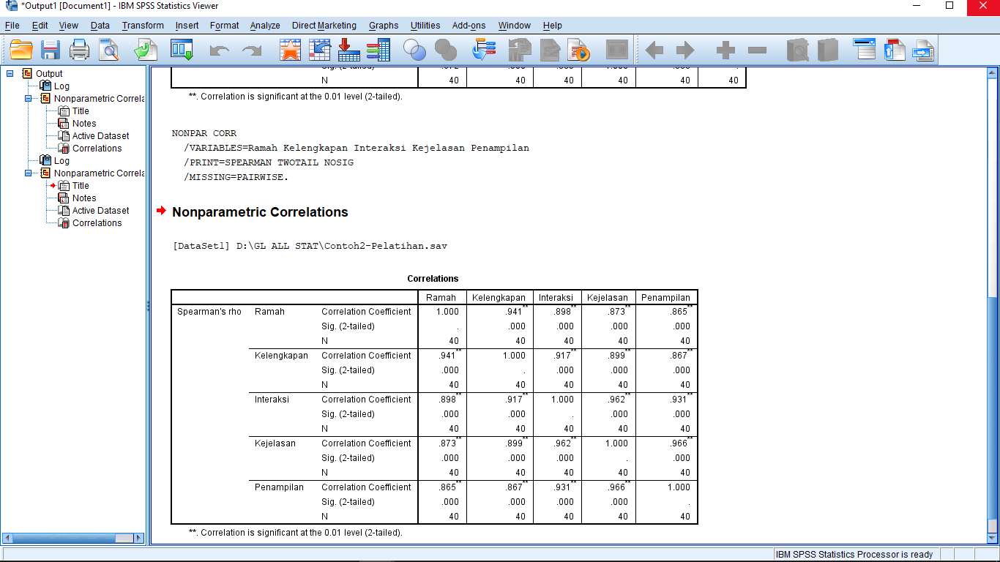 *Output1 [Document1] - IBM SPSS Statistics Viewer
File Edit View Data Transform Insert Format Analyze Direct Marketing Graphs Utilities Add-ons Window Help
Output
Log
Nonparametric Correla
Title
Notes
Active Dataset
Correlations
Log
Nonparametric Correla
Title
Notes
Active Dataset
Correlations
N 40 40 40 40 40
**. Correlation is significant at the 0.01 level (2-tailed).
NONPAR CORR
/VARIABLES=Ramah Kelengkapan Interaksi Kejelasan Penampilan
/PRINT=SPEARMAN TWOTAIL NOSIG
/MISSING=PAIRWISE.
Nonparametric Correlations
[DataSet1] D:\GL ALL STAT\Contoh2-Pelatihan.sav
Correlations
Ramah Kelengkapan Interaksi Kejelasan Penampilan
Spearman's rho Ramah Correlation Coefficient 1.000 .941** .898** .873** .865**
Sig. (2-tailed) . .000 .000 .000 .000
N 40 40 40 40 40
Kelengkapan Correlation Coefficient .941** 1.000 .917** .899** .867**
Sig. (2-tailed) .000 . .000 .000 .000
N 40 40 40 40 40
Interaksi Correlation Coefficient .898** .917** 1.000 .962** .931**
Sig. (2-tailed) .000 .000 . .000 .000
N 40 40 40 40 40
Kejelasan Correlation Coefficient .873** .899** .962** 1.000 .966**
Sig. (2-tailed) .000 .000 .000 . .000
N 40 40 40 40 40
Penampilan Correlation Coefficient .865** .867** .931** .966** 1.000
Sig. (2-tailed) .000 .000 .000 .000 .
N 40 40 40 40 40
**. Correlation is significant at the 0.01 level (2-tailed).
IBM SPSS Statistics Processor is ready